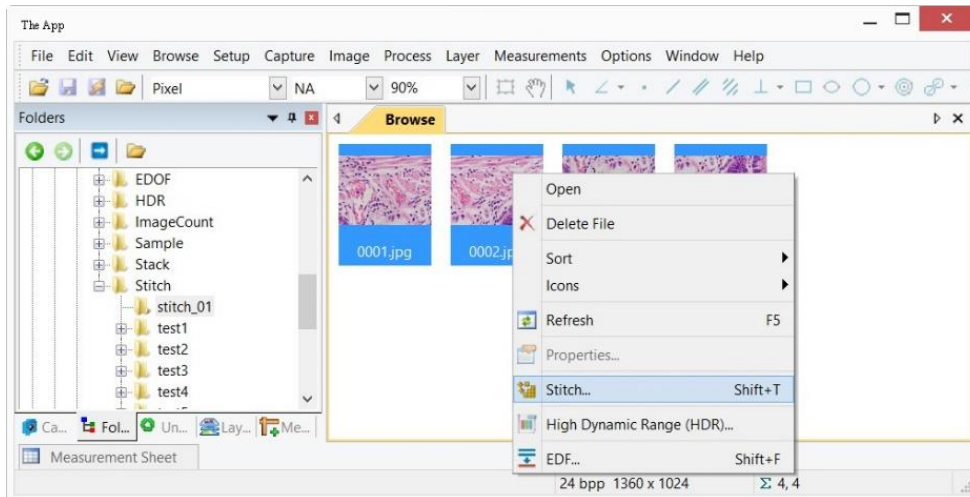 The App
File Edit View Browse Setup Capture Image Process Layer Measurements Options Window Help
Pixel NA 90%
Folders
Browse
EDOF
HDR
ImageCount
Sample
Stack
Stitch
stitch_01
test1
test2
test3
test4
0001.jpg
0002.jp
Open
Delete File
Sort
Icons
Refresh F5
Properties...
Stitch... Shift+T
High Dynamic Range (HDR)...
EDF... Shift+F
Ca... Fol... Un... Lay... Me...
Measurement Sheet
24 bpp 1360 x 1024 Σ 4, 4